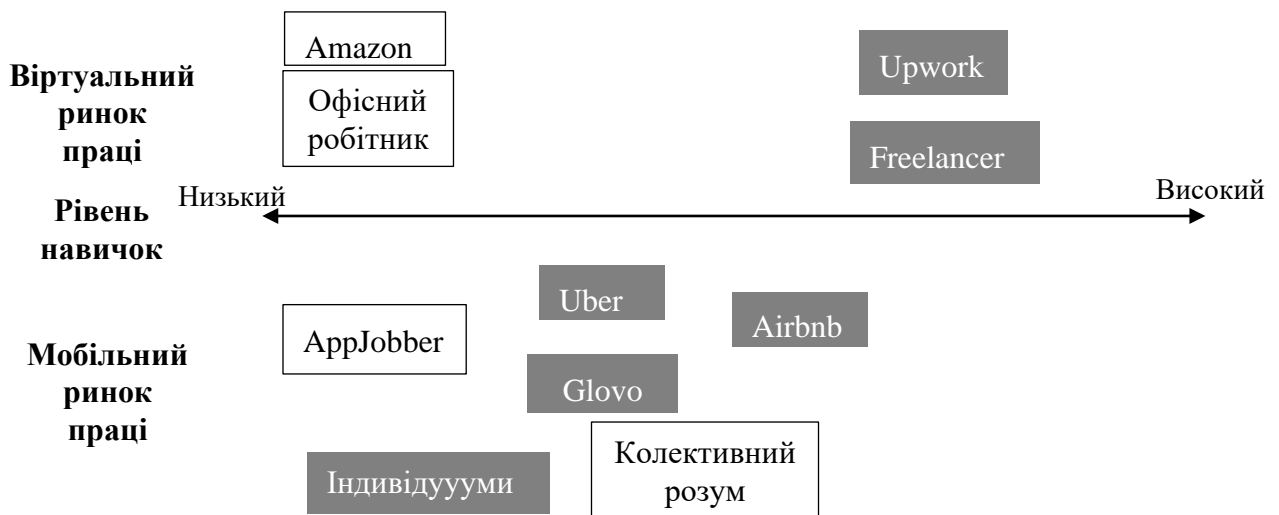 Віртуальний
ринок
праці
Amazon
Офісний
робітник
Upwork
Freelancer
Рівень
навичок
Низький
Високий
Мобільний
ринок
праці
AppJobber
Uber
Airbnb
Glovo
Індивідуууми
Колективний
розум